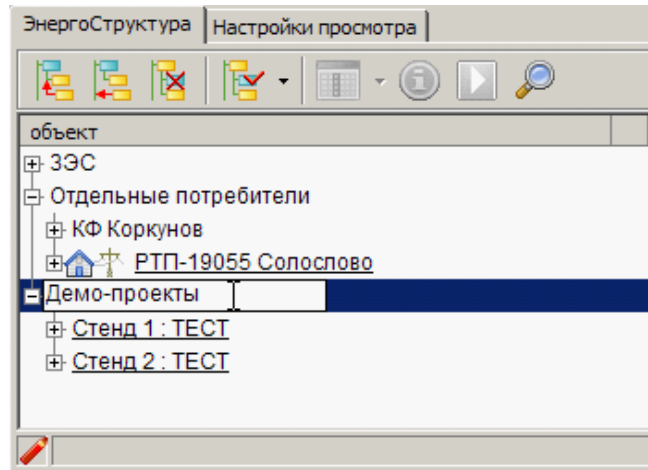 ЭнергоСтруктура Настройки просмотра
объект
ЗЭС
Отдельные потребители
КФ Коркунов
РТП-19055 Солослово
Демо-проекты
Стенд 1 : ТЕСТ
Стенд 2 : ТЕСТ